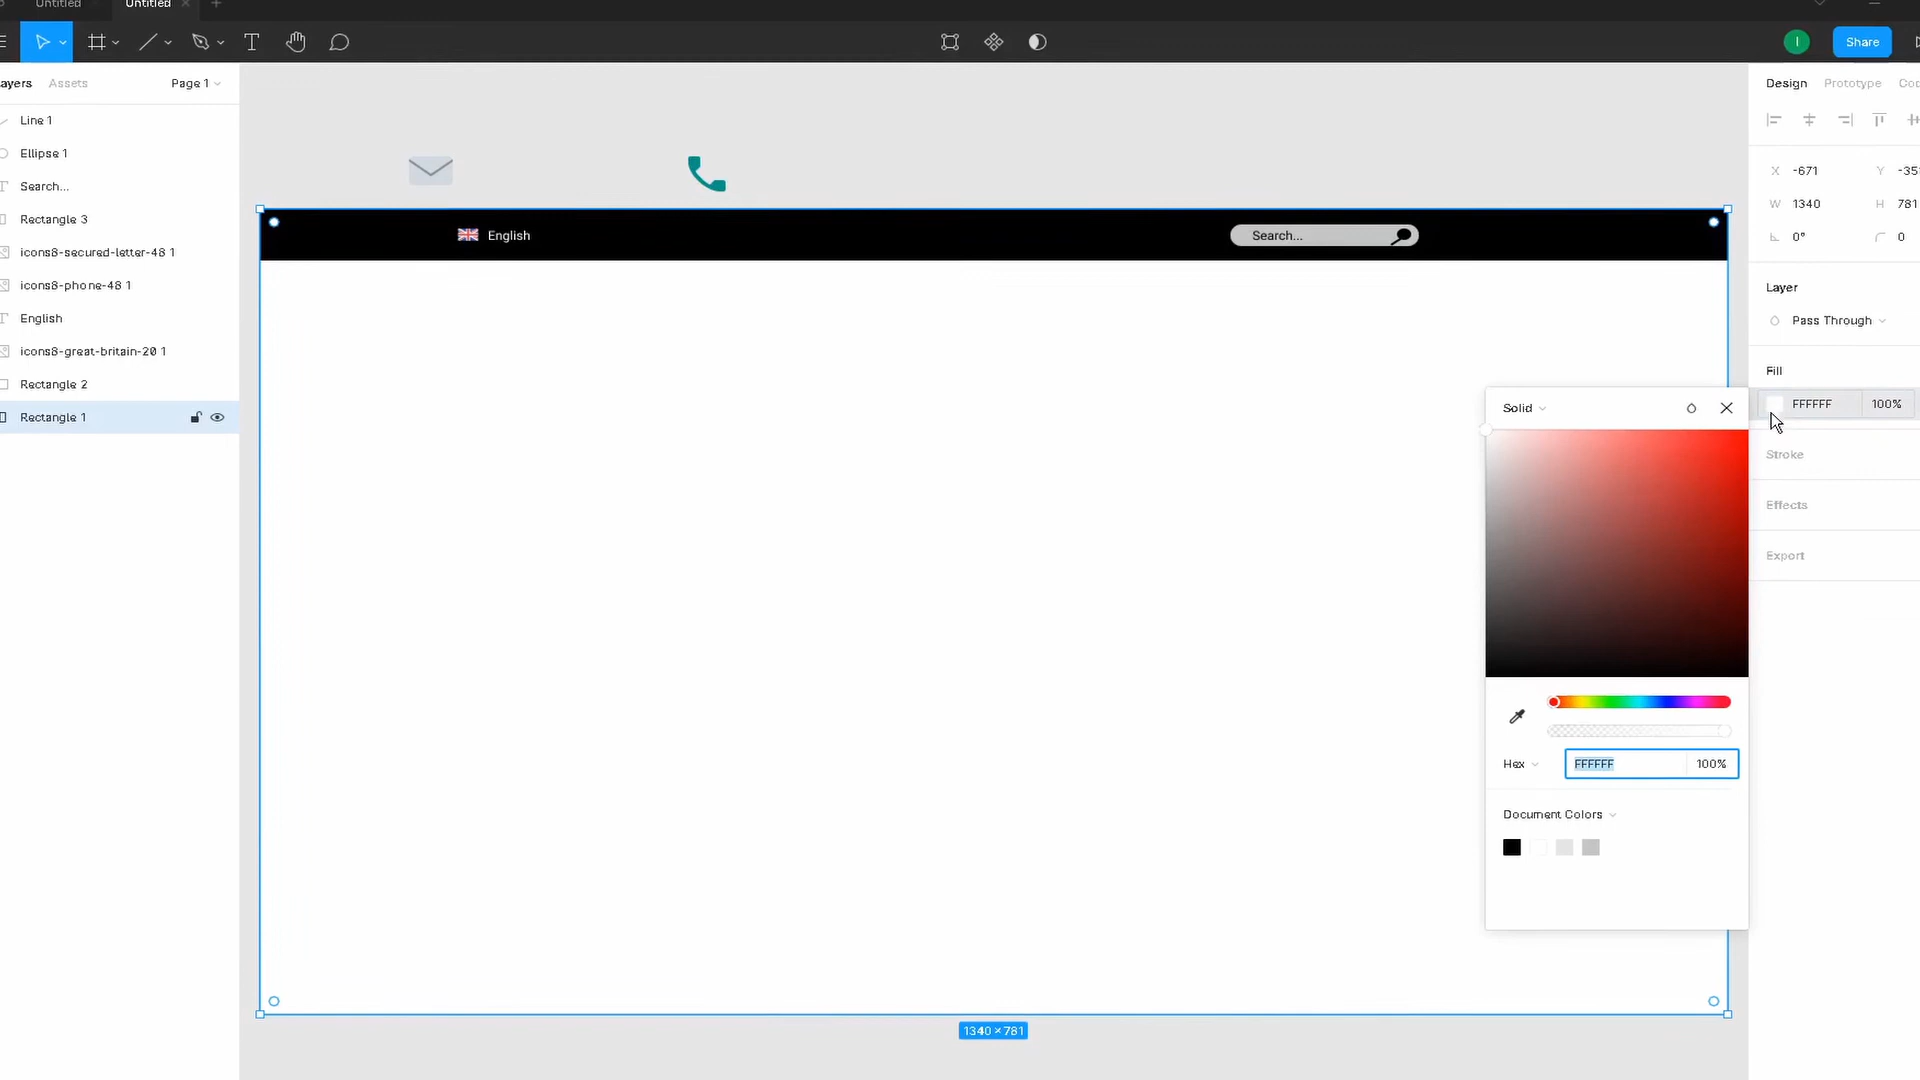 Untitled
Untitled
I
Share
ayers
Assets
Page 1
Line 1
Ellipse 1
Search...
Rectangle 3
icons8-secured-letter-48 1
icons8-phone-48 1
English
icons8-great-britain-20 1
Rectangle 2
Rectangle 1
English
Search...
1340 × 781
Design
Prototype
X -671
Y -35
W 1340
H 781
0°
0
Layer
Pass Through
Fill
FFFFFF 100%
Stroke
Effects
Export
Solid
Hex FFFFFF 100%
Document Colors